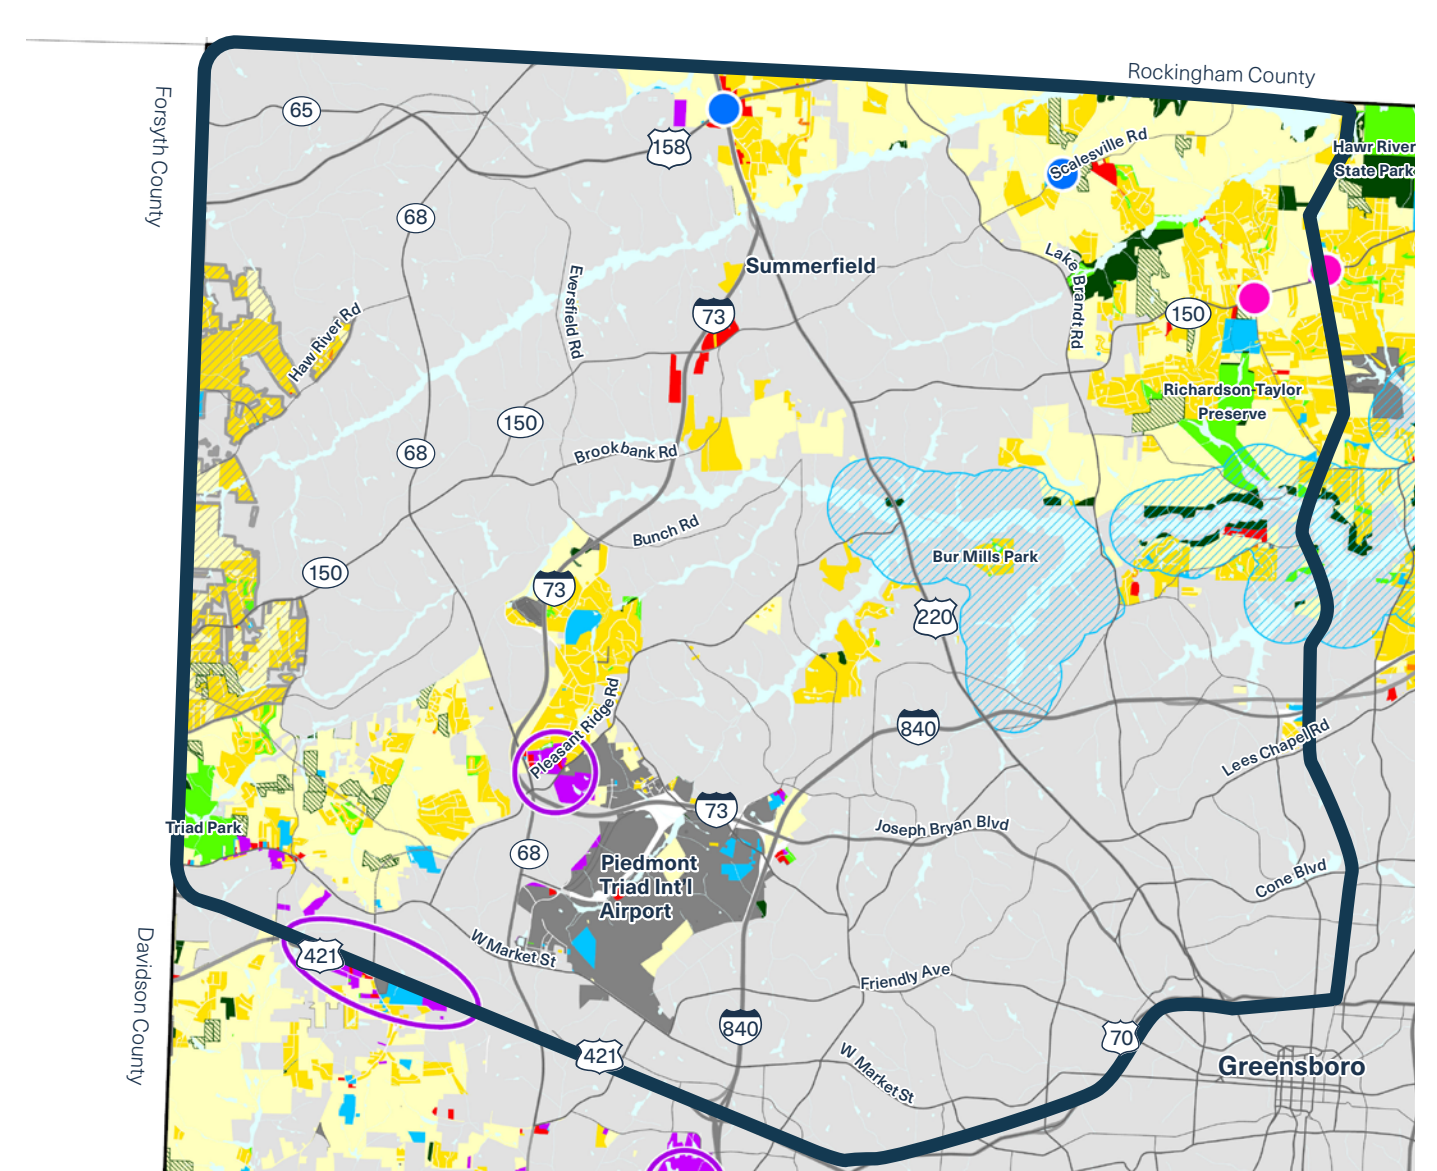 Rockingham County
Forsyth County
65
158
Scalesville Rd
Hawr River
State Park
68
Summerfield
Lake Brandt Rd
Eversfield Rd
73
150
Haw River Rd
Richardson-Taylor
Preserve
150
68
Brookbank Rd
Bunch Rd
Bur Mills Park
150
73
220
Pleasant Ridge Rd
840
Lees Chapel Rd
73
Triad Park
Joseph Bryan Blvd
68
Piedmont
Triad Int'l
Airport
Cone Blvd
Davidson County
421
W Market St
Friendly Ave
840
70
421
W Market St
Greensboro